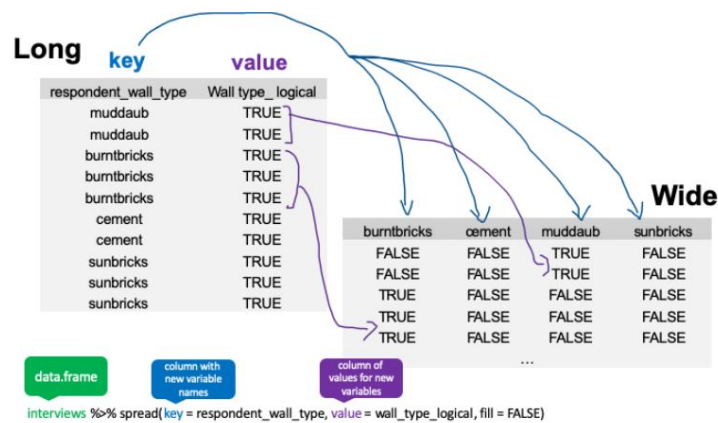 Long
key value
respondent_wall_type Wall type_ logical
muddaub TRUE
muddaub TRUE
burntbricks TRUE
burntbricks TRUE
burntbricks TRUE
cement TRUE
cement TRUE
sunbricks TRUE
sunbricks TRUE
sunbricks TRUE
Wide
burntbricks cement muddaub sunbricks
FALSE FALSE TRUE FALSE
FALSE FALSE TRUE FALSE
TRUE FALSE FALSE FALSE
TRUE FALSE FALSE FALSE
TRUE FALSE FALSE FALSE
...
data.frame
column with
new variable
names
column of
values for new
variables
interviews %>% spread(key = respondent_wall_type, value = wall_type_logical, fill = FALSE)